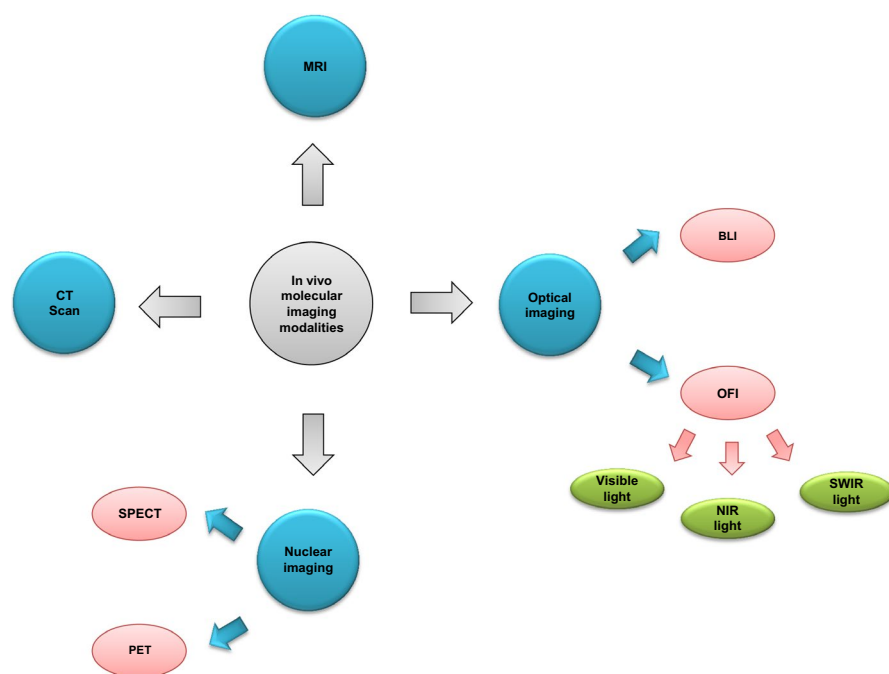 MRI
BLI
In vivo
molecular
imaging
modalities
CT
Scan
Optical
imaging
OFI
Visible
light
NIR
light
SWIR
light
SPECT
Nuclear
imaging
PET